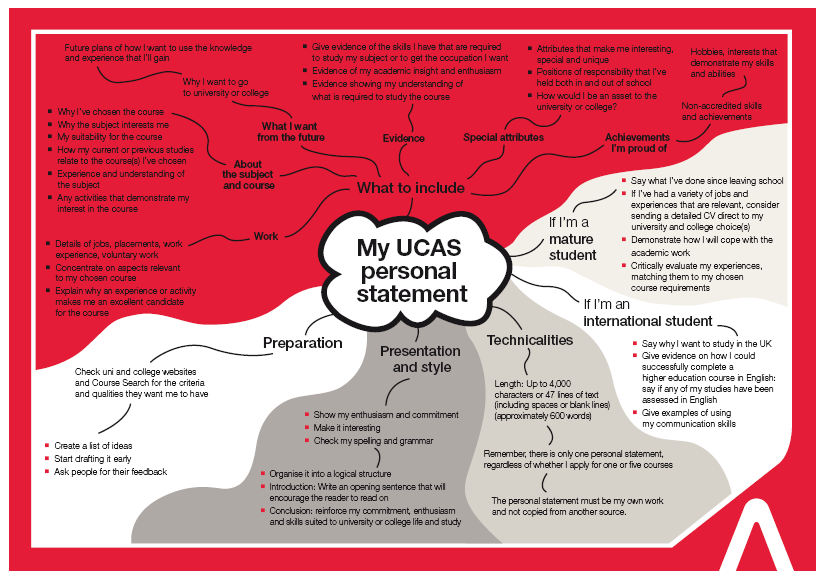 Future plans of how I want to use the knowledge
and experience that I'll gain
Why I want to go
to university or college
What I want
from the future
▪ Give evidence of the skills I have that are required
to study my subject or to get the occupation I want
▪ Evidence of my academic insight and enthusiasm
▪ Evidence showing my understanding of
what is required to study the course
Evidence
▪ Attributes that make me interesting,
special and unique
▪ Positions of responsibility that I've
held both in and out of school
▪ How would I be an asset to the
university or college?
Special attributes
Hobbies, interests that
demonstrate my skills
and abilities
Non-accredited skills
and achievements
Achievements
I'm proud of
▪ Why I've chosen the course
▪ Why the subject interests me
▪ My suitability for the course
▪ How my current or previous studies
relate to the course(s) I've chosen
▪ Experience and understanding of
the subject
▪ Any activities that demonstrate my
interest in the course
About
the subject
and course
What to include
▪ Details of jobs, placements, work
experience, voluntary work
▪ Concentrate on aspects relevant
to my chosen course
▪ Explain why an experience or activity
makes me an excellent candidate
for the course
Work
My UCAS
personal
statement
If I'm a
mature
student
▪ Say what I've done since leaving school
▪ If I've had a variety of jobs and
experiences that are relevant, consider
sending a detailed CV direct to my
university and college choice(s)
▪ Demonstrate how I will cope with the
academic work
▪ Critically evaluate my experiences,
matching them to my chosen
course requirements
If I'm an
international student
▪ Say why I want to study in the UK
▪ Give evidence on how I could
successfully complete a
higher education course in English:
say if any of my studies have been
assessed in English
▪ Give examples of using
my communication skills
Preparation
Check uni and college websites
and Course Search for the criteria
and qualities they want me to have
▪ Create a list of ideas
▪ Start drafting it early
▪ Ask people for their feedback
Presentation
and style
▪ Show my enthusiasm and commitment
▪ Make it interesting
▪ Check my spelling and grammar
▪ Organise it into a logical structure
▪ Introduction: Write an opening sentence that will
encourage the reader to read on
▪ Conclusion: reinforce my commitment, enthusiasm
and skills suited to university or college life and study
Technicalities
Length: Up to 4,000
characters or 47 lines of text
(including spaces or blank lines)
(approximately 600 words)
Remember, there is only one personal statement,
regardless of whether I apply for one or five courses
The personal statement must be my own work
and not copied from another source.